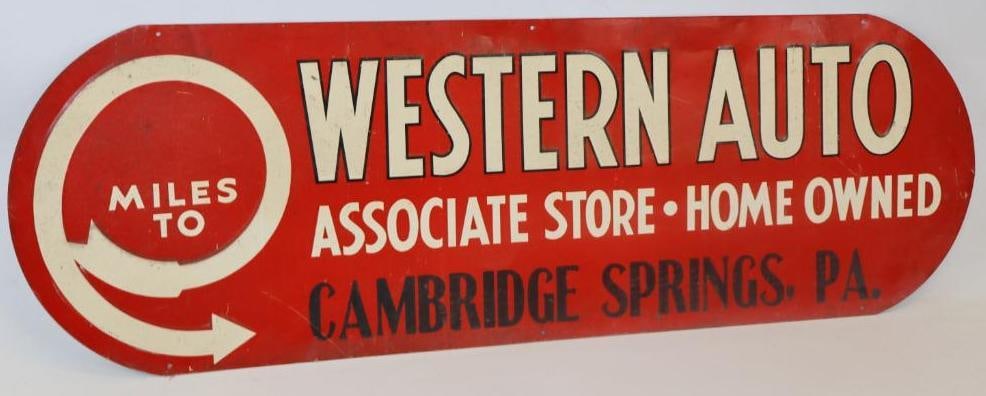 MILES
TO
WESTERN AUTO
ASSOCIATE STORE • HOME OWNED
CAMBRIDGE SPRINGS, PA.